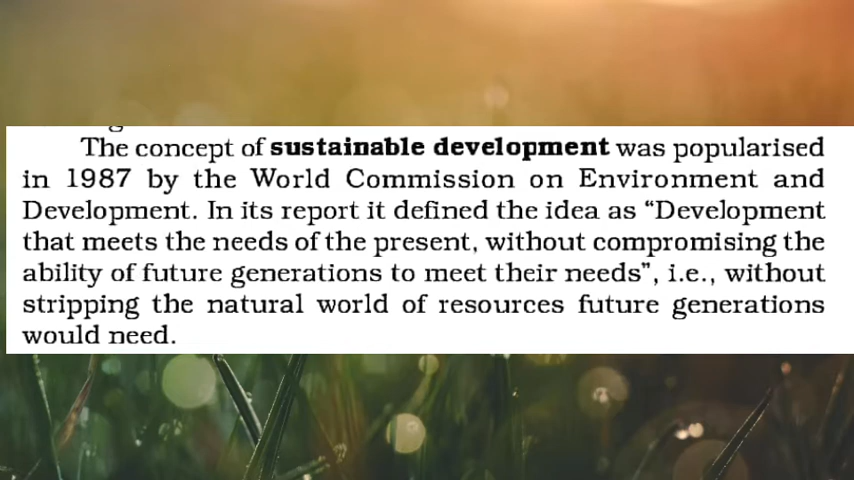 The concept of sustainable development was popularised
in 1987 by the World Commission on Environment and
Development. In its report it defined the idea as “Development
that meets the needs of the present, without compromising the
ability of future generations to meet their needs”, i.e., without
stripping the natural world of resources future generations
would need.